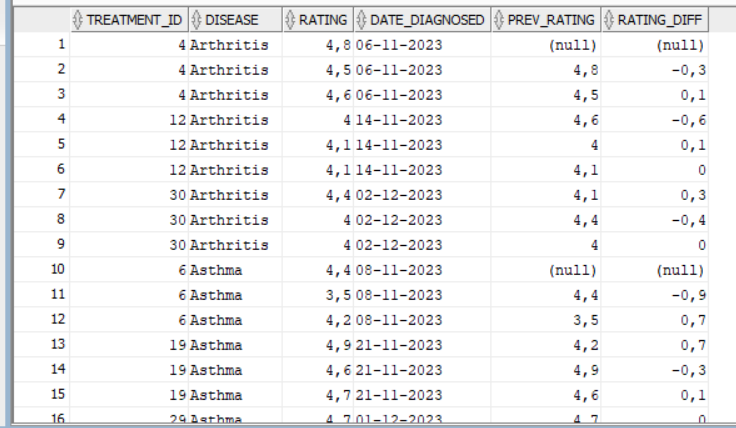 TREATMENT_ID DISEASE RATING DATE_DIAGNOSED PREV_RATING RATING_DIFF
1 4 Arthritis 4,8 06-11-2023 (null) (null)
2 4 Arthritis 4,5 06-11-2023 4,8 -0,3
3 4 Arthritis 4,6 06-11-2023 4,5 0,1
4 12 Arthritis 4 14-11-2023 4,6 -0,6
5 12 Arthritis 4,1 14-11-2023 4 0,1
6 12 Arthritis 4,1 14-11-2023 4,1 0
7 30 Arthritis 4,4 02-12-2023 4,1 0,3
8 30 Arthritis 4 02-12-2023 4,4 -0,4
9 30 Arthritis 4 02-12-2023 4 0
10 6 Asthma 4,4 08-11-2023 (null) (null)
11 6 Asthma 3,5 08-11-2023 4,4 -0,9
12 6 Asthma 4,2 08-11-2023 3,5 0,7
13 19 Asthma 4,9 21-11-2023 4,2 0,7
14 19 Asthma 4,6 21-11-2023 4,9 -0,3
15 19 Asthma 4,7 21-11-2023 4,6 0,1
16 29 Asthma 4,7 01-12-2023 4,7 0